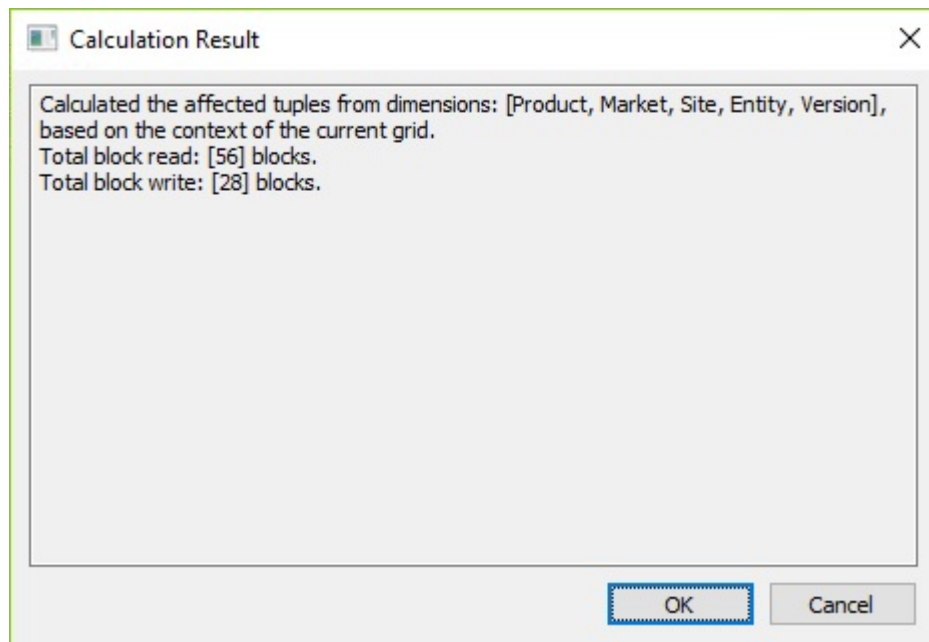 Calculation Result
Calculated the affected tuples from dimensions: [Product, Market, Site, Entity, Version],
based on the context of the current grid.
Total block read: [56] blocks.
Total block write: [28] blocks.
OK
Cancel